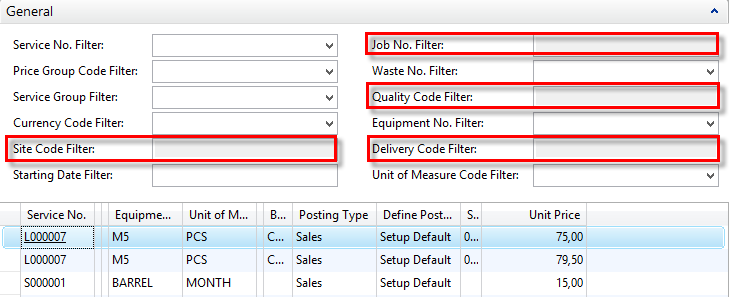 General
Service No. Filter:
Job No. Filter:
Price Group Code Filter:
Waste No. Filter:
Service Group Filter:
Quality Code Filter:
Currency Code Filter:
Equipment No. Filter:
Site Code Filter:
Delivery Code Filter:
Starting Date Filter:
Unit of Measure Code Filter:
Service No. Equipme... Unit of M... B... Posting Type Define Post... S.. Unit Price
L000007 M5 PCS C... Sales Setup Default 0... 75,00
L000007 M5 PCS C... Sales Setup Default 0... 79,50
S000001 BARREL MONTH Sales Setup Default 15,00